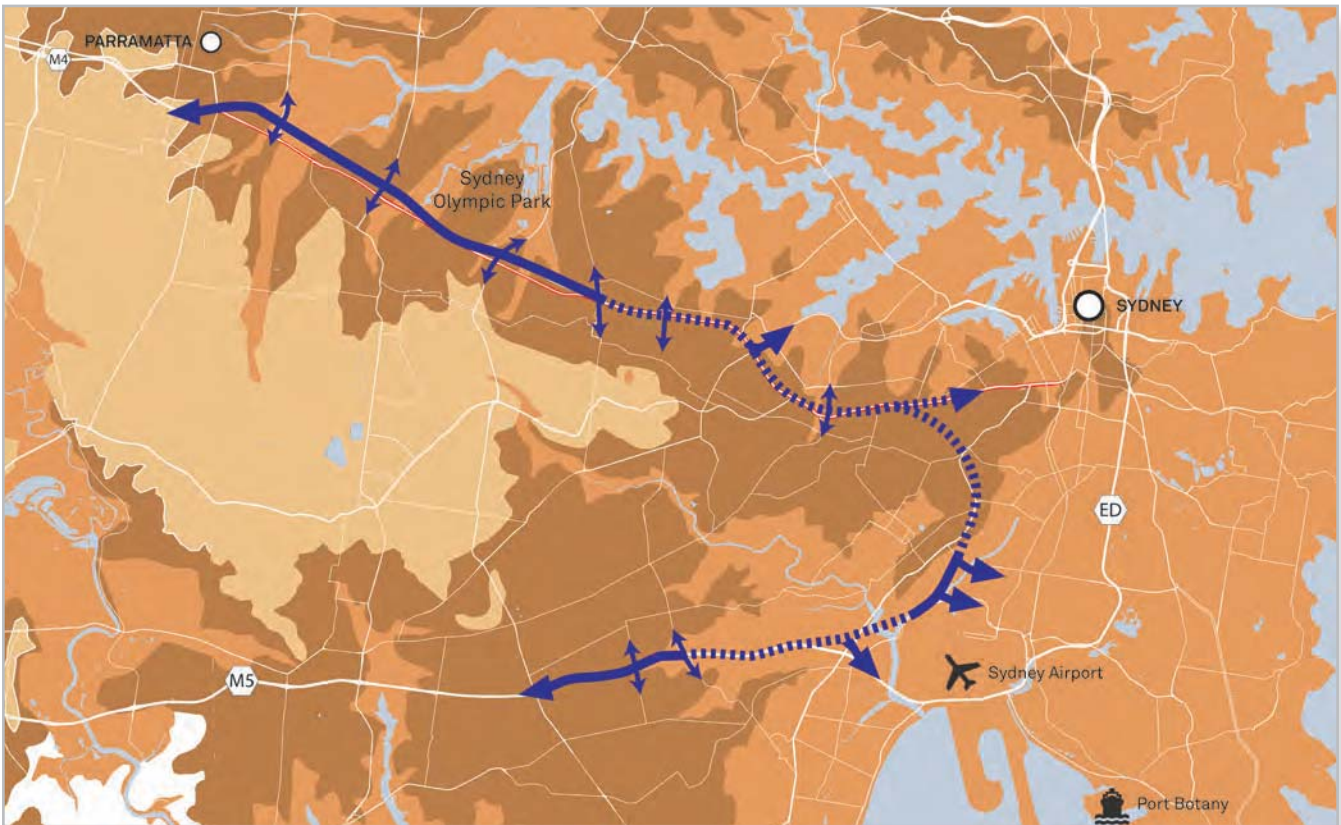 PARRAMATTA
M4
Sydney
Olympic Park
SYDNEY
ED
Sydney Airport
M5
Port Botany